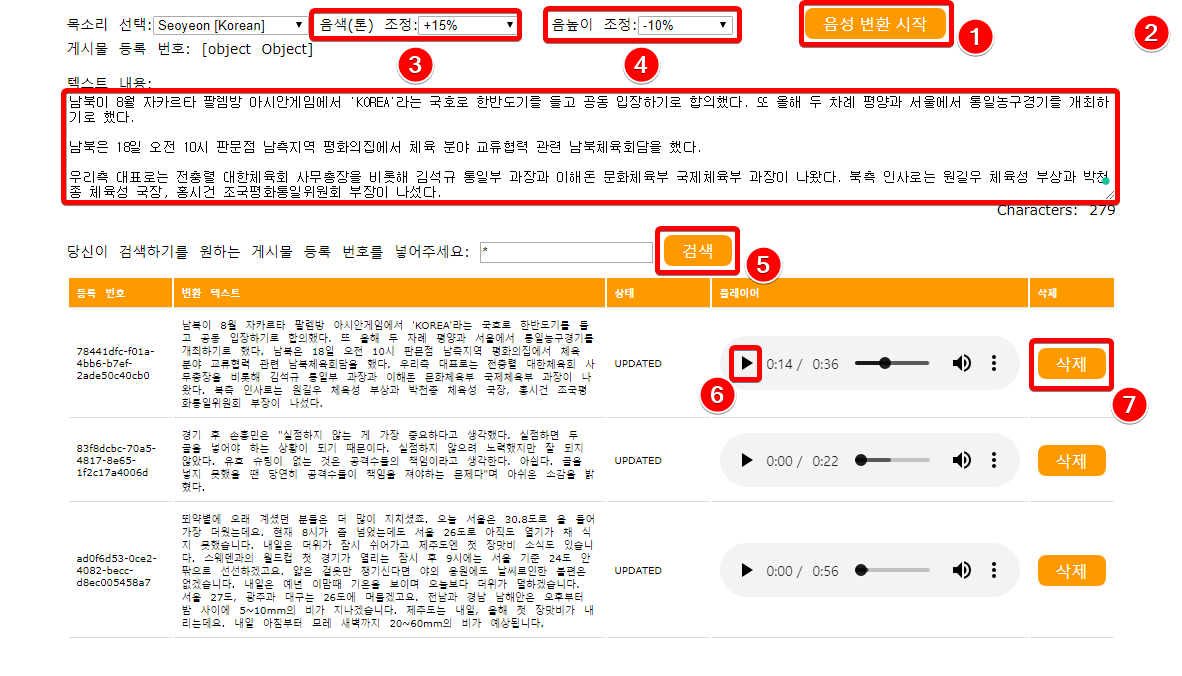 목소리 선택: Seoyeon [Korean] 음색(톤) 조정: +15% 음높이 조정: -10% 음성 변환 시작
1 2
게시물 등록 번호: [object Object]
3 4
텍스트 내용:
남북이 8월 자카르타 팔렘방 아시안게임에서 'KOREA'라는 국호로 한반도기를 들고 공동 입장하기로 합의했다. 또 올해 두 차례 평양과 서울에서 통일농구경기를 개최하
기로 했다.
남북은 18일 오전 10시 판문점 남측지역 평화의집에서 체육 분야 교류협력 관련 남북체육회담을 했다.
우리측 대표로는 전충렬 대한체육회 사무총장을 비롯해 김석규 통일부 과장과 이해돈 문화체육부 국제체육부 과장이 나왔다. 북측 인사로는 원길우 체육성 부상과 박천
종 체육성 국장, 홍시건 조국평화통일위원회 부장이 나섰다.
Characters: 279
당신이 검색하기를 원하는 게시물 등록 번호를 넣어주세요: * 검색 5
등록 번호 변환 텍스트 상태 플레이어 삭제
남북이 8월 자카르타 팔렘방 아시안게임에서 'KOREA'라는 국호로 한반도기를 들
고 공동 입장하기로 합의했다. 또 올해 두 차례 평양과 서울에서 통일농구경기를
개최하기로 했다. 남북은 18일 오전 10시 판문점 남측지역 평화의집에서 체육
분야 교류협력 관련 남북체육회담을 했다. 우리측 대표로는 전충렬 대한체육회 사
무총장을 비롯해 김석규 통일부 과장과 이해돈 문화체육부 국제체육부 과장이 나
왔다. 북측 인사로는 원길우 체육성 부상과 박천종 체육성 국장, 홍시건 조국평
화통일위원회 부장이 나섰다.
78441dfc-f01a-
4bb6-b7ef-
2ade50c40cb0
UPDATED 0:14 / 0:36 삭제
6 7
경기 후 손흥민은 "실점하지 않는 게 가장 중요하다고 생각했다. 실점하면 두
골을 넣어야 하는 상황이 되기 때문이다. 실점하지 않으려 노력했지만 잘 되지
않았다. 유효 슈팅이 없는 것은 공격수들의 책임이라고 생각한다. 아쉽다. 골을
넣지 못했을 땐 당연히 공격수들이 책임을 져야하는 문제다"며 아쉬운 소감을 밝
혔다.
83f8dcbc-70a5-
4817-8e65-
1f2c17a4006d
UPDATED 0:00 / 0:22 삭제
뙤약볕에 오래 계셨던 분들은 더 많이 지치셨죠. 오늘 서울은 30.8도로 올 들어
가장 더웠는데요. 현재 8시가 좀 넘었는데도 서울 26도로 아직도 열기가 채 식
지 못했습니다. 내일은 더위가 잠시 쉬어가고 제주도엔 첫 장맛비 소식도 있습니
다. 스웨덴과의 월드컵 첫 경기가 열리는 잠시 후 9시에는 서울 기준 24도 안
팎으로 선선하겠고요. 얇은 겉옷만 챙기신다면 야외 응원에도 날씨로인한 불편은
없겠습니다. 내일은 예년 이맘때 기온을 보이며 오늘보다 더위가 덜하겠습니다.
서울 27도, 광주과 대구는 26도에 머물겠고요. 전남과 경남 남해안은 오후부터
밤 사이에 5~10mm의 비가 지나겠습니다. 제주도는 내일, 올해 첫 장맛비가 내
리는데요. 내일 아침부터 모레 새벽까지 20~60mm의 비가 예상됩니다.
ad0f6d53-0ce2-
4082-becc-
d8ec005458a7
UPDATED 0:00 / 0:56 삭제